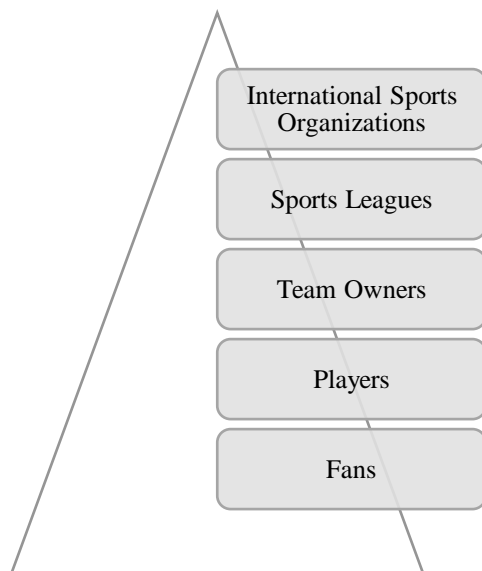 International Sports
Organizations
Sports Leagues
Team Owners
Players
Fans